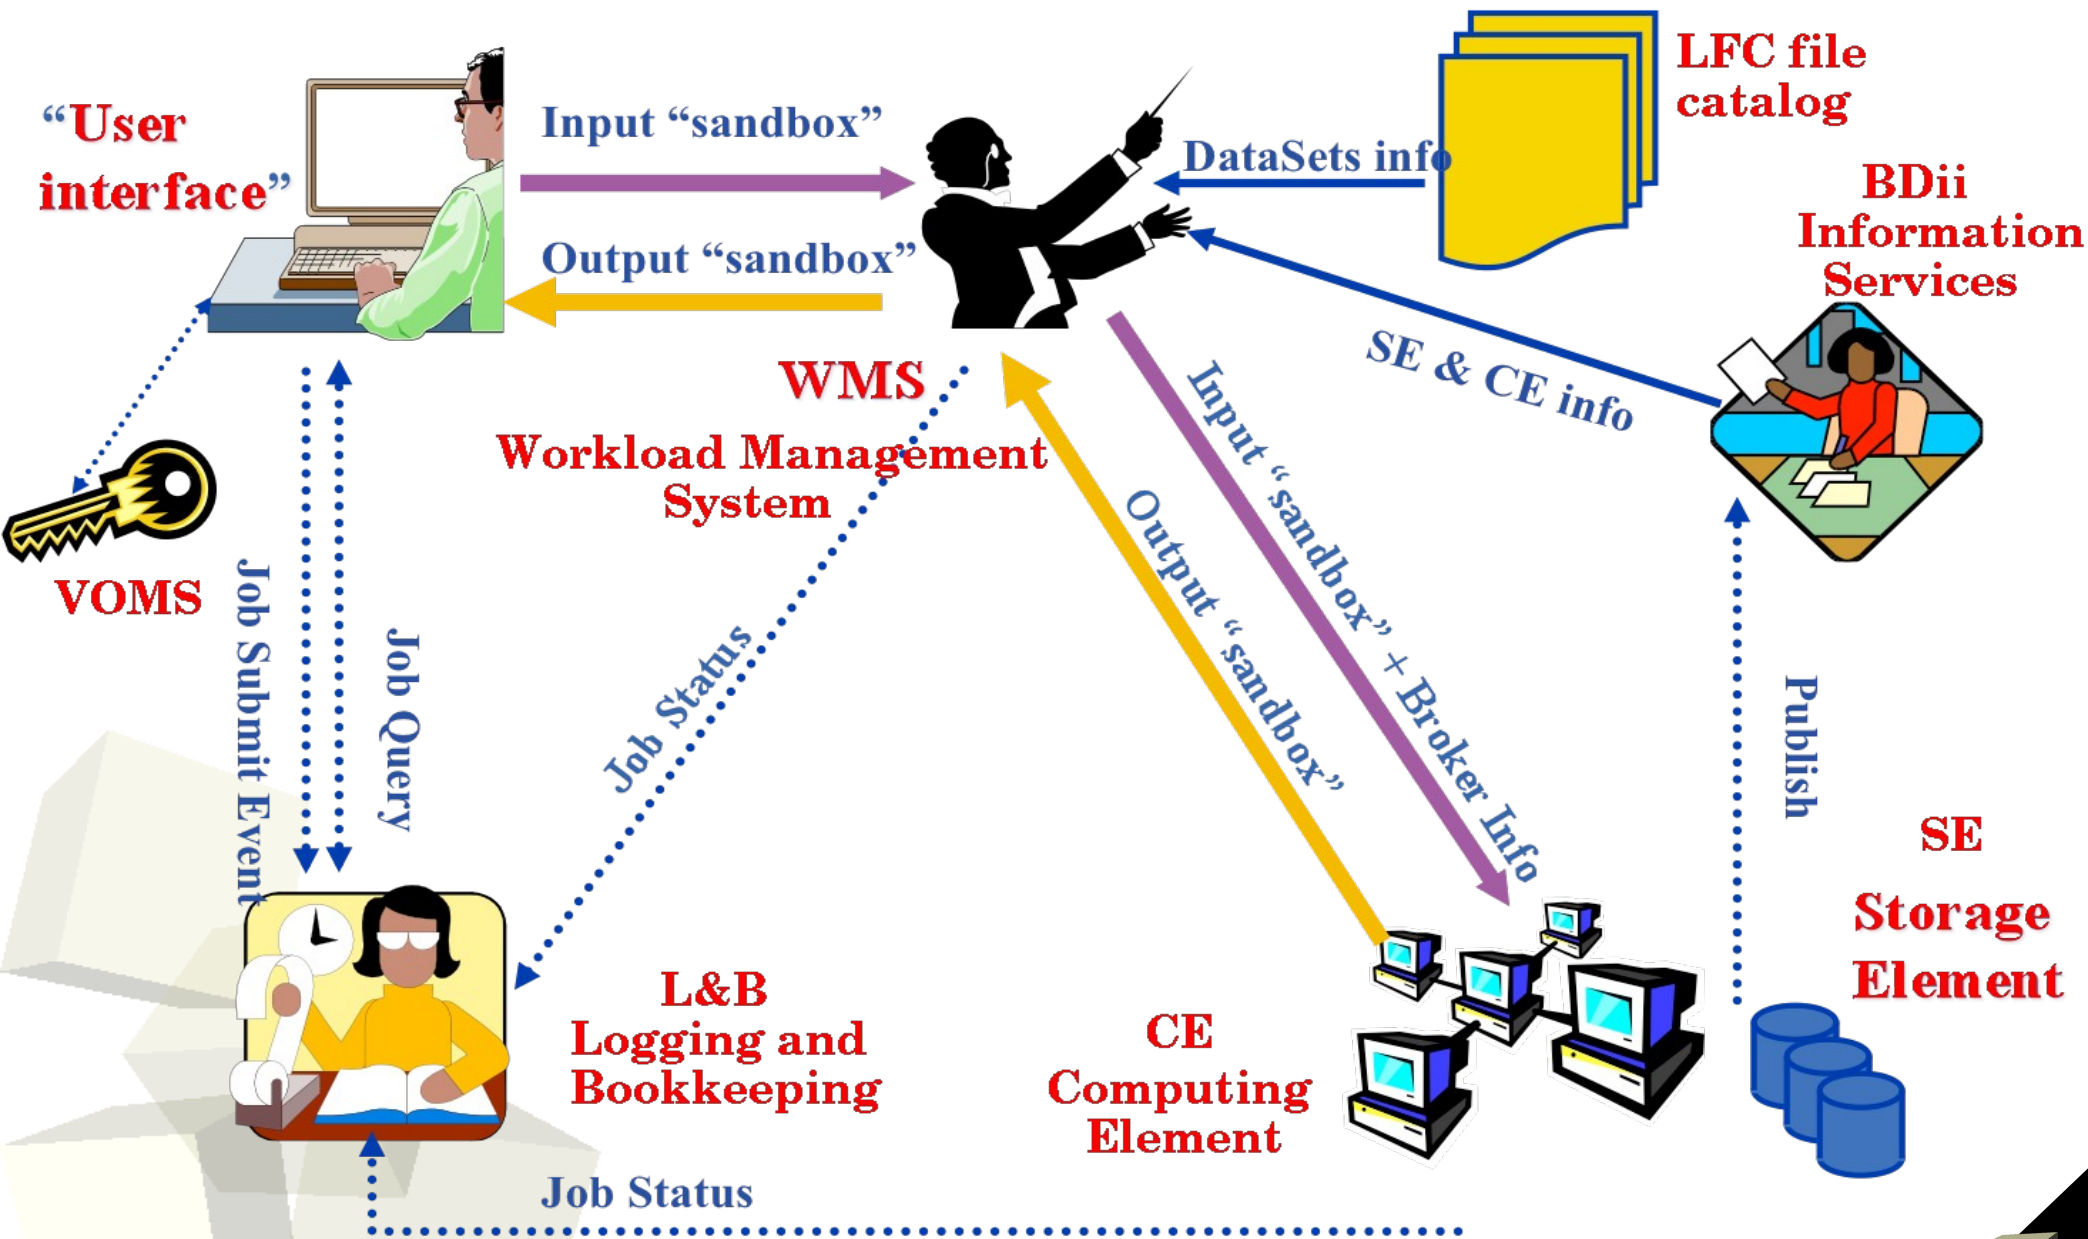 “User
interface”
Input “sandbox”
Output “sandbox”
DataSets info
LFC file
catalog
BDii
Information
Services
SE & CE info
WMS
Workload Management
System
VOMS
Job Submit Event
Job Query
Job Status
Output “sandbox”
Input “sandbox” + Broker Info
Publish
SE
Storage
Element
L&B
Logging and
Bookkeeping
CE
Computing
Element
Job Status